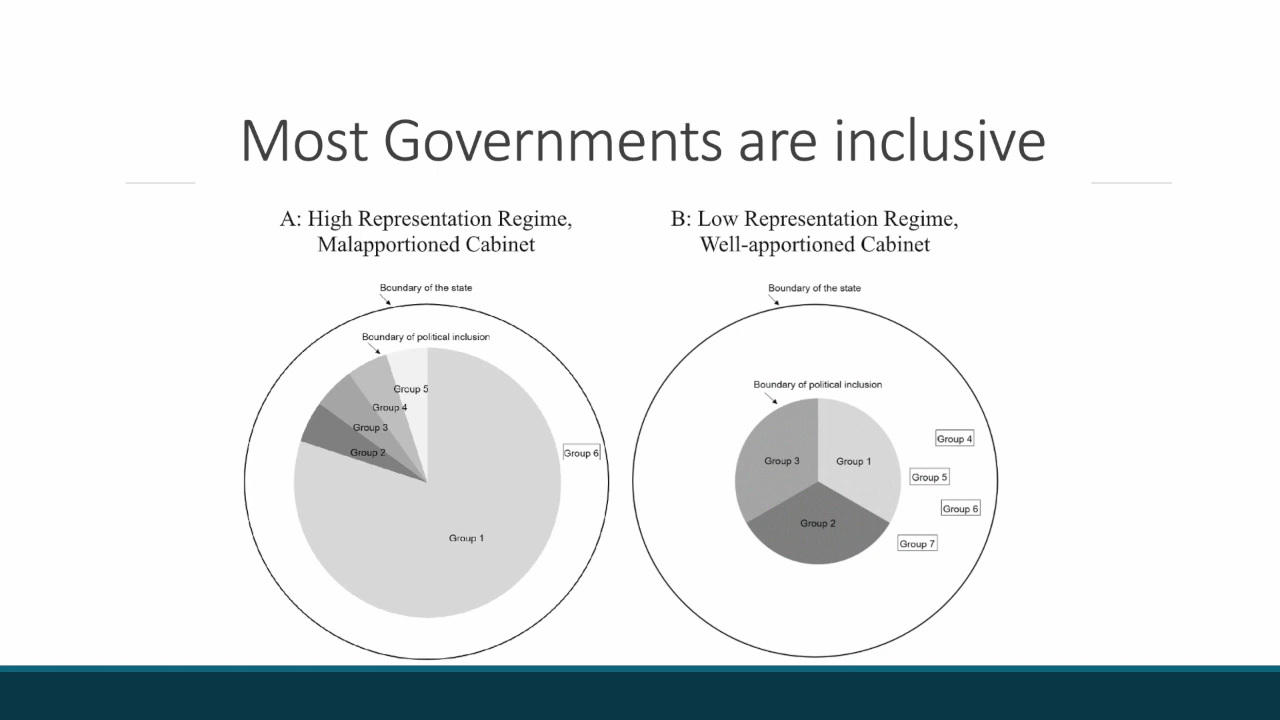 Most Governments are inclusive
A: High Representation Regime,
Malapportioned Cabinet
Boundary of the state
Boundary of political inclusion
Group 5
Group 4
Group 3
Group 2
Group 6
Group 1
B: Low Representation Regime,
Well-apportioned Cabinet
Boundary of the state
Boundary of political inclusion
Group 4
Group 3
Group 1
Group 5
Group 6
Group 2
Group 7